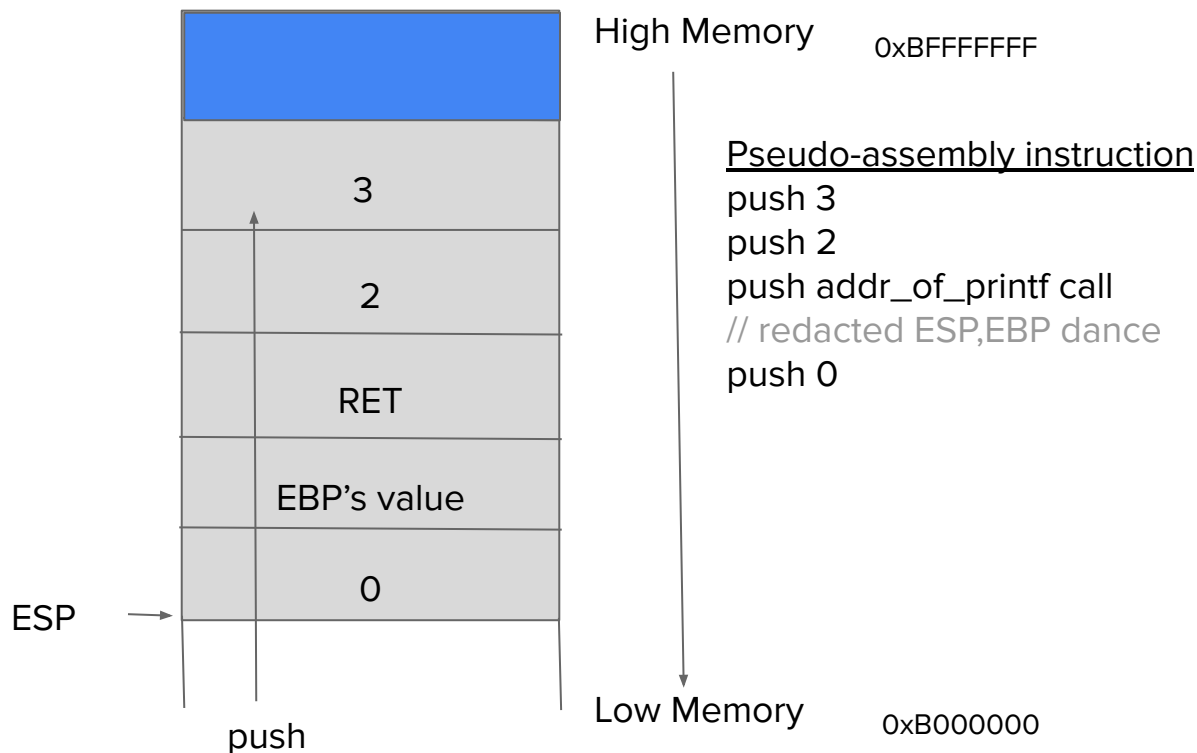 High Memory
0xBFFFFFFF
Pseudo-assembly instruction
push 3
push 2
push addr_of_printf call
// redacted ESP,EBP dance
push 0
3
2
RET
EBP’s value
0
ESP
push
Low Memory
0xB000000